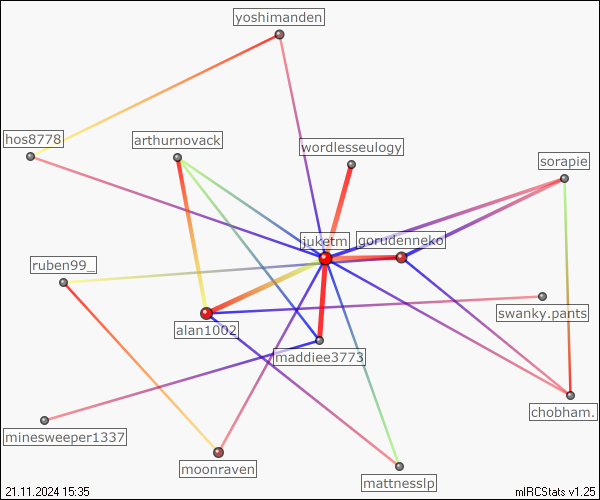 yoshimanden
hos8778
arthurnovack
wordlesseulogy
sorapie
juketm
gorudenneko
ruben99_
swanky.pants
alan1002
maddiee3773
chobham.
minesweeper1337
moonraven
mattnesslp
21.11.2024 15:35
mIRCStats v1.25